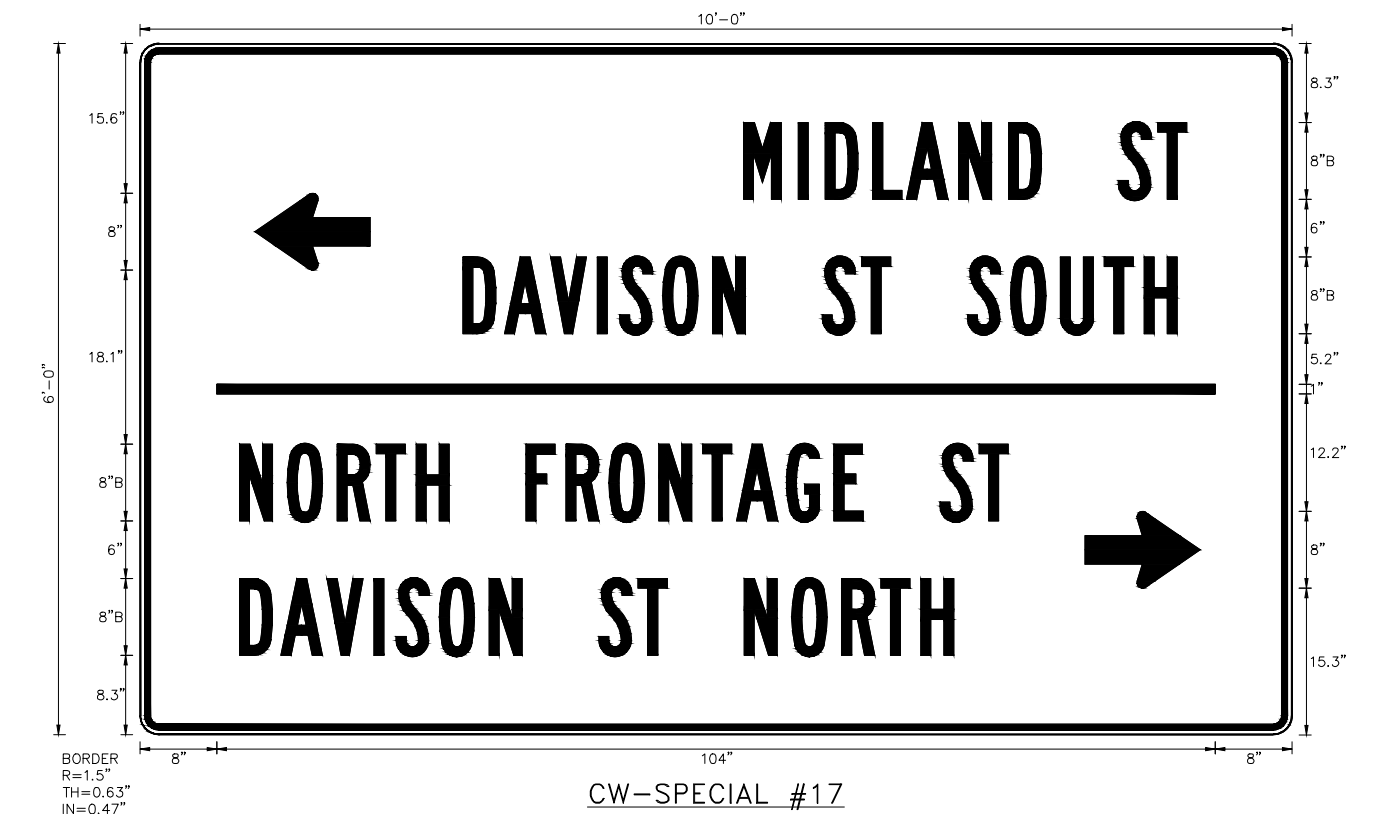 10'-0"
15.6"
8"
18.1"
6'-0"
8"B
6"
8"B
8.3"
MIDLAND ST
DAVISON ST SOUTH
NORTH FRONTAGE ST
DAVISON ST NORTH
8.3"
8"B
6"
8"B
5.2"
1"
12.2"
8"
15.3"
8"
104"
8"
BORDER
R=1.5"
TH=0.63"
IN=0.47"
CW-SPECIAL #17